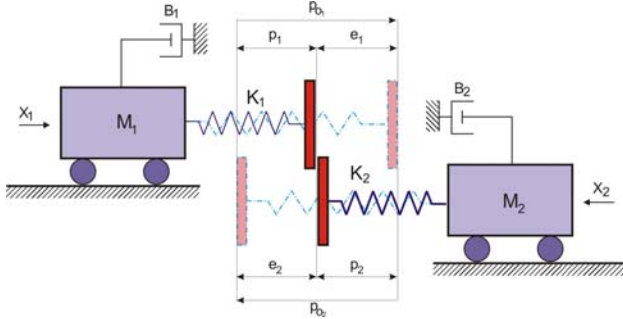 p₀₁
B₁
p₁ e₁
K₁
X₁
M₁
B₂
K₂
X₂
M₂
e₂ p₂
p₀₂